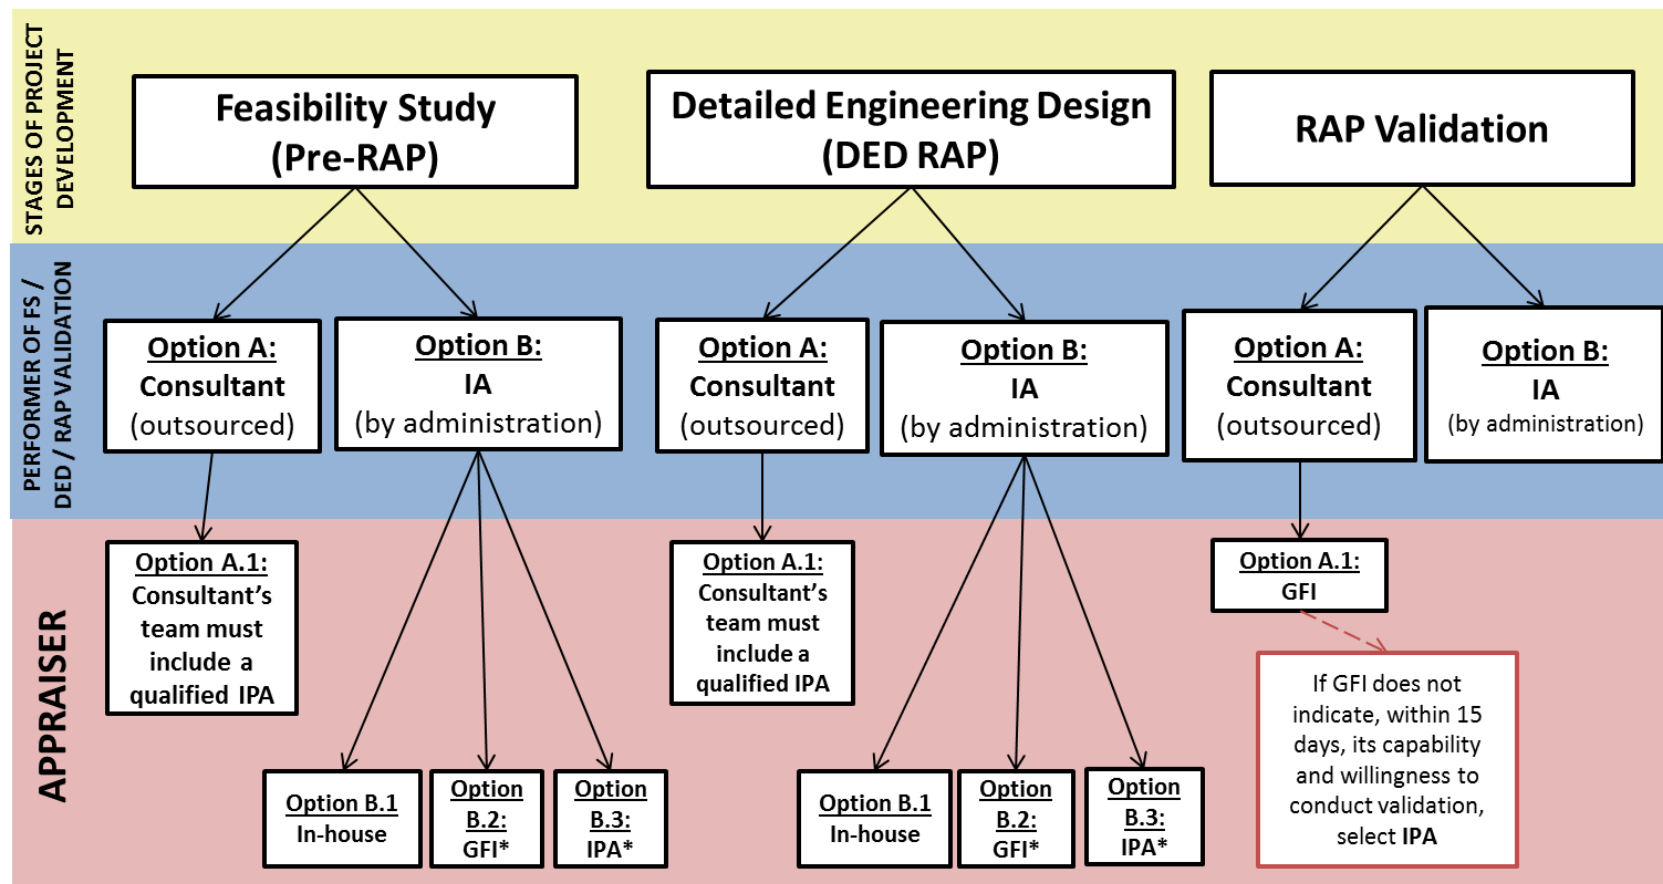 STAGES OF PROJECT
DEVELOPMENT
Feasibility Study
(Pre-RAP)
Detailed Engineering Design
(DED RAP)
RAP Validation
PERFORMER OF FS /
DED / RAP VALIDATION
Option A:
Consultant
(outsourced)
Option B:
IA
(by administration)
Option A:
Consultant
(outsourced)
Option B:
IA
(by administration)
Option A:
Consultant
(outsourced)
Option B:
IA
(by administration)
APPRAISER
Option A.1:
Consultant’s
team must
include a
qualified IPA
Option B.1
In-house
Option
B.2:
GFI*
Option
B.3:
IPA*
Option A.1:
Consultant’s
team must
include a
qualified IPA
Option B.1
In-house
Option
B.2:
GFI*
Option
B.3:
IPA*
Option A.1:
GFI
If GFI does not
indicate, within 15
days, its capability
and willingness to
conduct validation,
select IPA